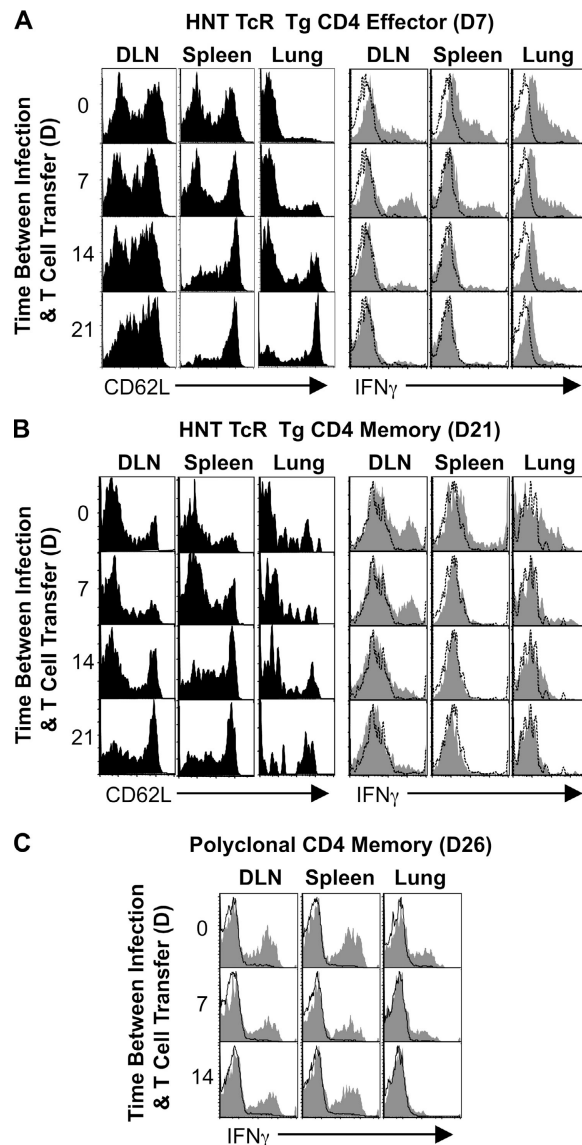 A
HNT TcR Tg CD4 Effector (D7)
DLN Spleen Lung DLN Spleen Lung
Time Between Infection
& T Cell Transfer (D)
0
7
14
21
CD62L IFNγ
B
HNT TcR Tg CD4 Memory (D21)
DLN Spleen Lung DLN Spleen Lung
Time Between Infection
& T Cell Transfer (D)
0
7
14
21
CD62L IFNγ
C
Polyclonal CD4 Memory (D26)
DLN Spleen Lung
Time Between Infection
& T Cell Transfer (D)
0
7
14
IFNγ